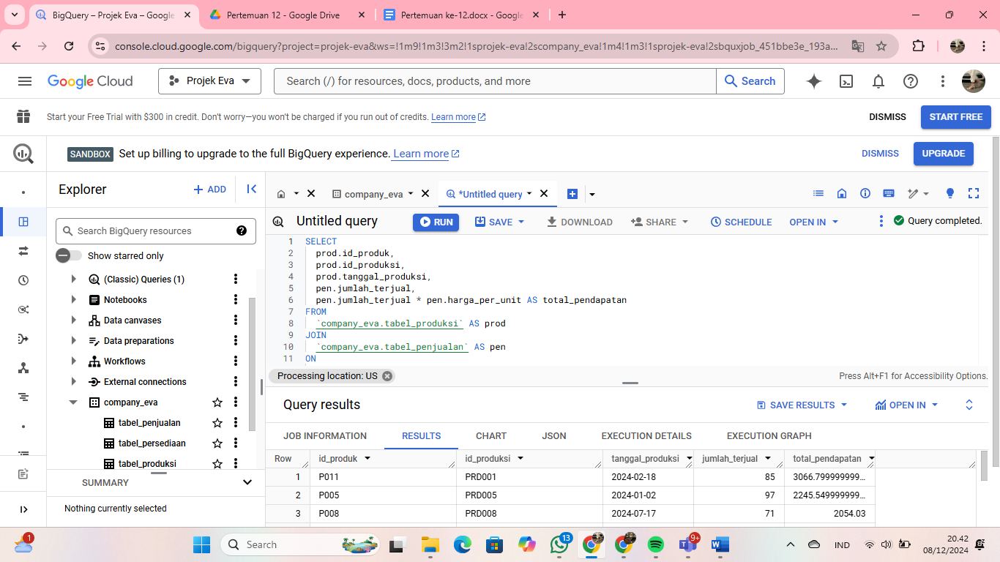 BigQuery – Projek Eva – Google
Pertemuan 12 - Google Drive
Pertemuan ke-12.docx - Google
console.cloud.google.com/bigquery?project=projek-eva&ws=!1m9!1m3!3m2!1sprojek-eva!2scompany_eva!1m4!1m3!1sprojek-eva!2sbquxjob_451bbe3e_193a...
Google Cloud
Projek Eva
Search (/) for resources, docs, products, and more
Search
Start your Free Trial with $300 in credit. Don't worry—you won't be charged if you run out of credits. Learn more
DISMISS
START FREE
SANDBOX
Set up billing to upgrade to the full BigQuery experience. Learn more
DISMISS
UPGRADE
Explorer
+ ADD
Search BigQuery resources
Show starred only
(Classic) Queries (1)
Notebooks
Data canvases
Data preparations
Workflows
External connections
company_eva
tabel_penjualan
tabel_persediaan
tabel_produksi
SUMMARY
Nothing currently selected
company_eva
*Untitled query
Untitled query
RUN
SAVE
DOWNLOAD
SHARE
SCHEDULE
OPEN IN
Query completed.
1 SELECT
2 prod.id_produk,
3 prod.id_produksi,
4 prod.tanggal_produksi,
5 pen.jumlah_terjual,
6 pen.jumlah_terjual * pen.harga_per_unit AS total_pendapatan
7 FROM
8 `company_eva.tabel_produksi` AS prod
9 JOIN
10 `company_eva.tabel_penjualan` AS pen
11 ON
Processing location: US
Press Alt+F1 for Accessibility Options.
Query results
SAVE RESULTS
OPEN IN
JOB INFORMATION
RESULTS
CHART
JSON
EXECUTION DETAILS
EXECUTION GRAPH
Row id_produk id_produksi tanggal_produksi jumlah_terjual total_pendapatan
1 P011 PRD001 2024-02-18 85 3066.799999999...
2 P005 PRD005 2024-01-02 97 2245.549999999...
3 P008 PRD008 2024-07-17 71 2054.03
1
Search
13
9+
IND
20.42
08/12/2024